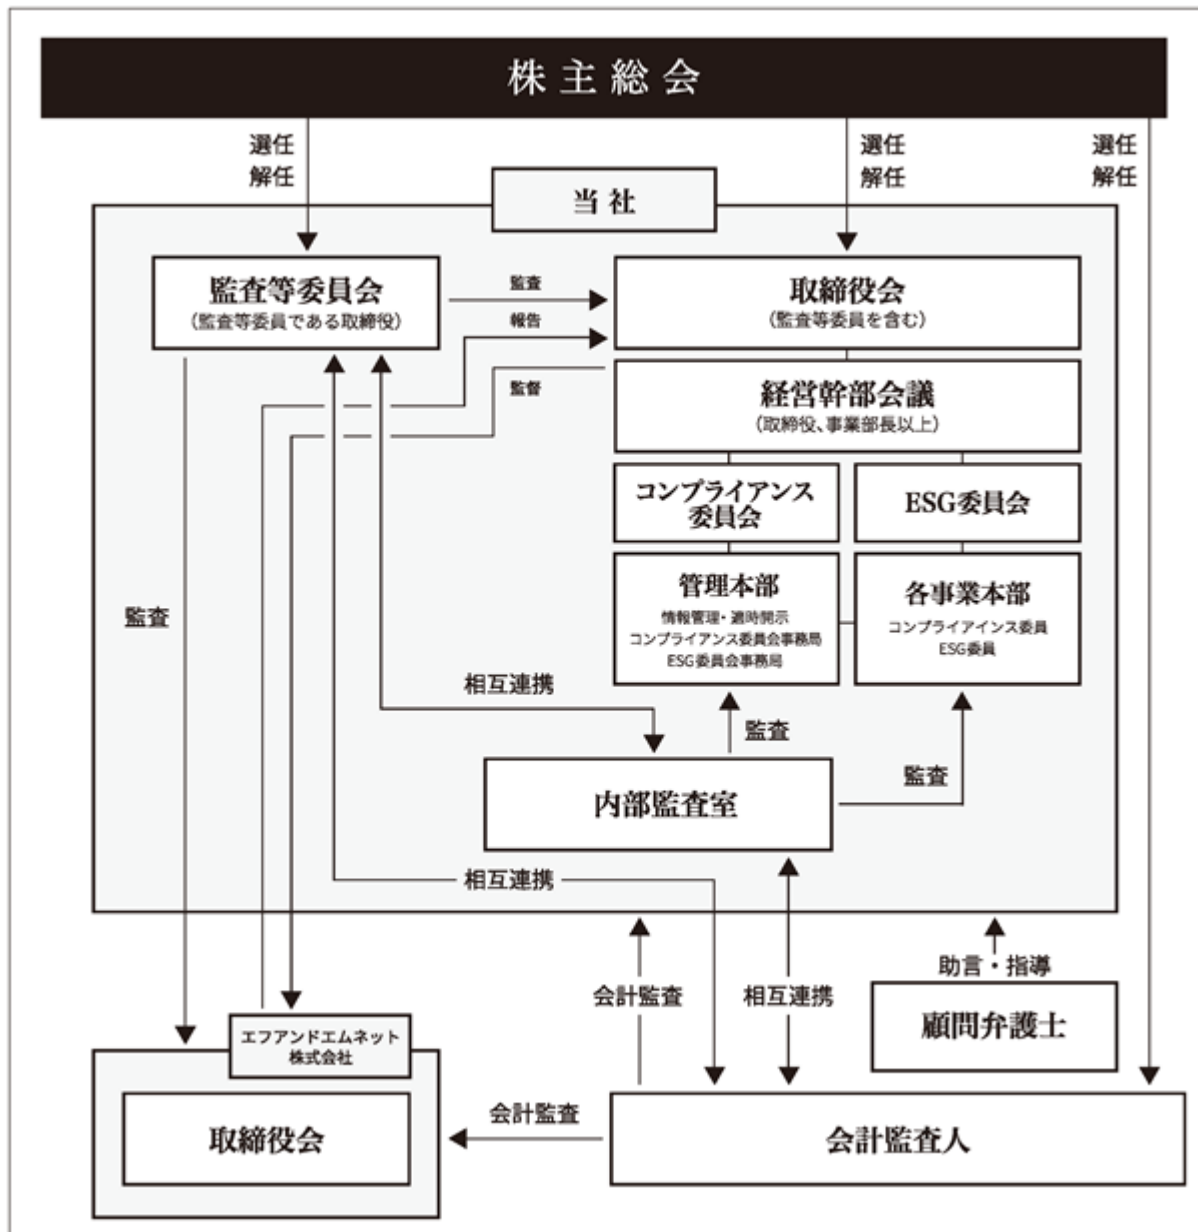 株主総会
選任
解任
選任
解任
選任
解任
当社
監査等委員会
（監査等委員である取締役）
監査
報告
監督
取締役会
（監査等委員を含む）
経営幹部会議
（取締役、事業部長以上）
コンプライアンス
委員会
ESG委員会
管理本部
情報管理・適時開示
コンプライアンス委員会事務局
ESG委員会事務局
各事業本部
コンプライアインス委員
ESG委員
監査
相互連携
監査
監査
内部監査室
相互連携
会計監査
相互連携
助言・指導
顧問弁護士
エフアンドエムネット
株式会社
取締役会
会計監査
会計監査人